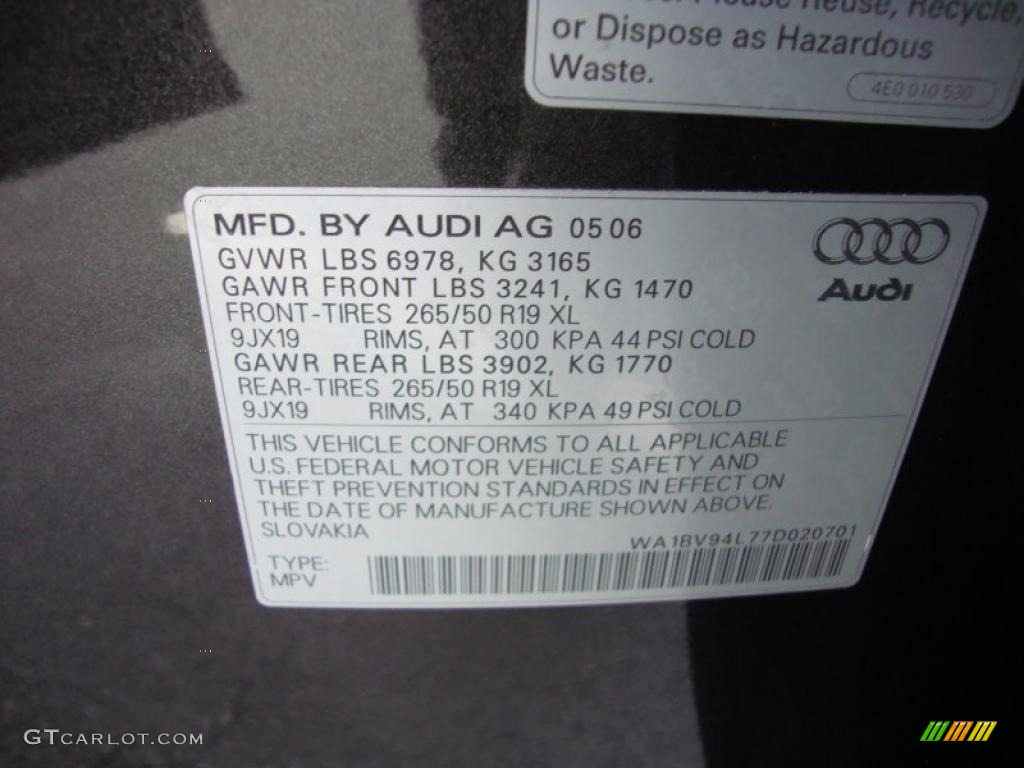 Reuse, Recycle,
or Dispose as Hazardous
Waste.
4E0 010 530
MFD. BY AUDI AG 05 06
GVWR LBS 6978, KG 3165
GAWR FRONT LBS 3241, KG 1470
FRONT-TIRES 265/50 R19 XL
9JX19 RIMS, AT 300 KPA 44 PSI COLD
GAWR REAR LBS 3902, KG 1770
REAR-TIRES 265/50 R19 XL
9JX19 RIMS, AT 340 KPA 49 PSI COLD
Audi
THIS VEHICLE CONFORMS TO ALL APPLICABLE
U.S. FEDERAL MOTOR VEHICLE SAFETY AND
THEFT PREVENTION STANDARDS IN EFFECT ON
THE DATE OF MANUFACTURE SHOWN ABOVE.
SLOVAKIA
WA1BV94L77D020701
TYPE:
MPV
GTCARLOT.COM